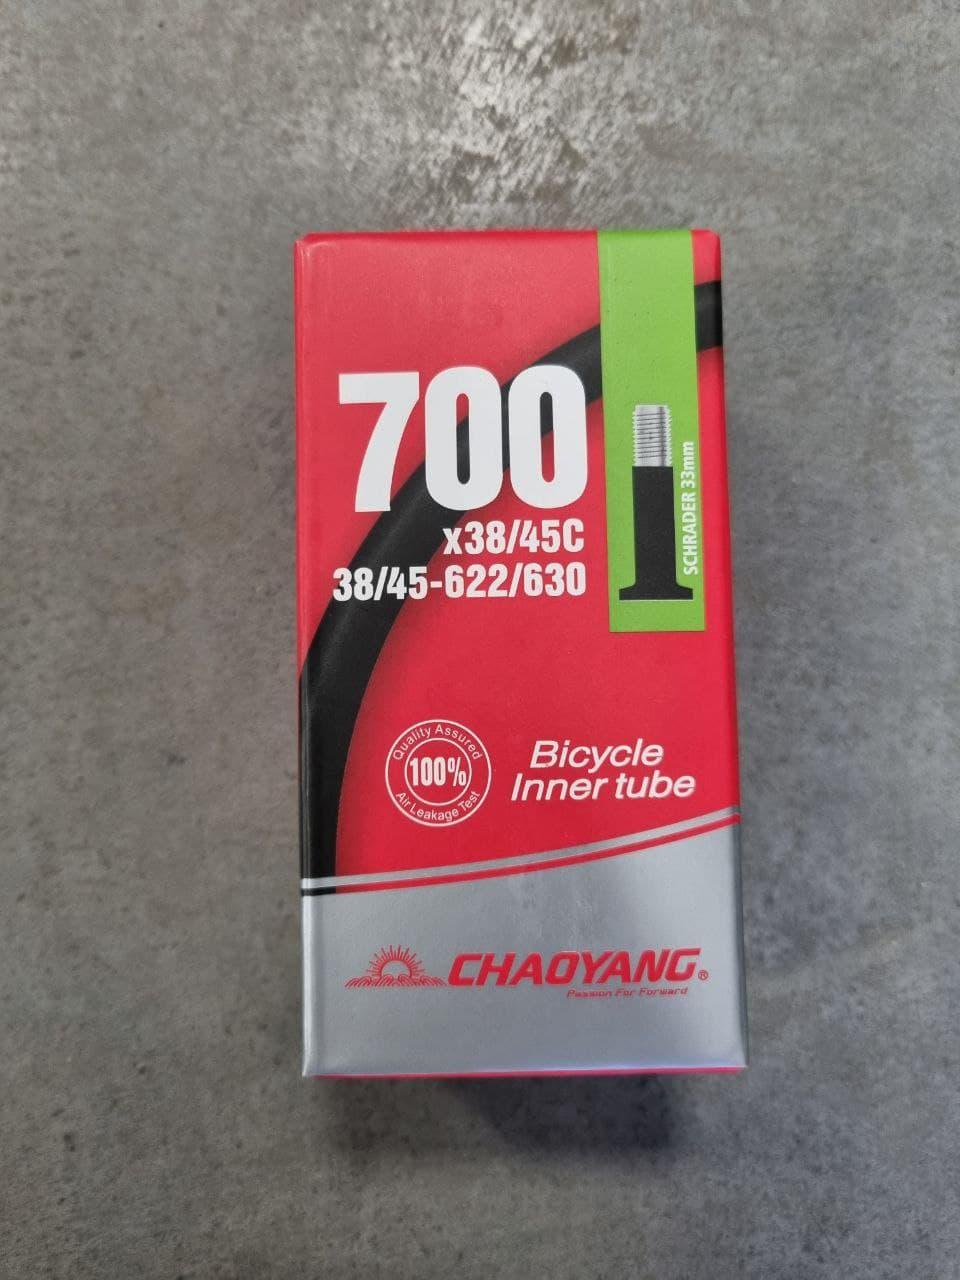 700
x38/45C
38/45-622/630
SCHRADER 33mm
Quality Assured
100%
Air Leakage Test
Bicycle
Inner tube
CHAOYANG®
Passion For Forward